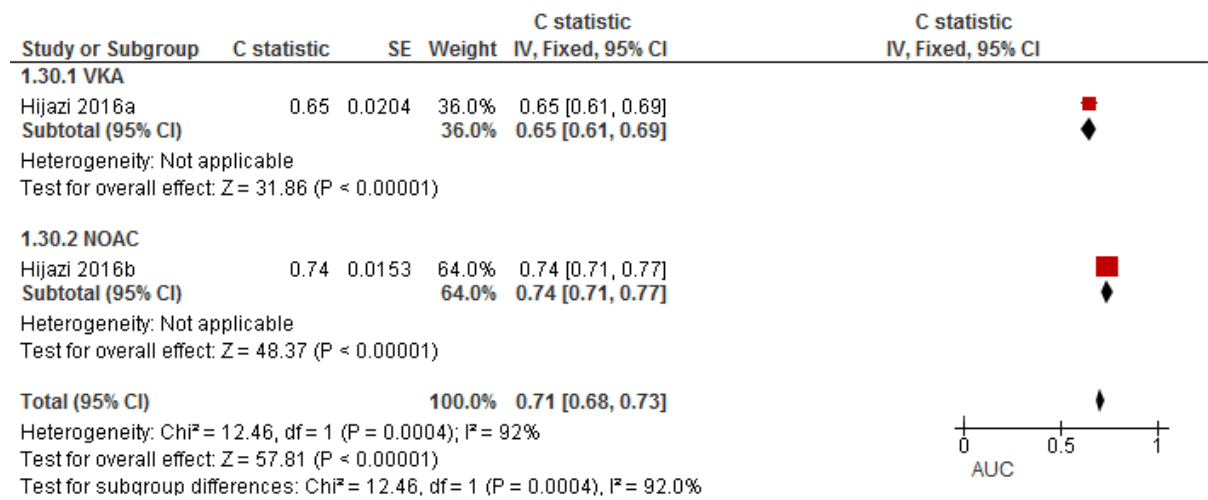 C statistic C statistic
Study or Subgroup C statistic SE Weight IV, Fixed, 95% CI IV, Fixed, 95% CI
1.30.1 VKA
Hijazi 2016a 0.65 0.0204 36.0% 0.65 [0.61, 0.69]
Subtotal (95% CI) 36.0% 0.65 [0.61, 0.69]
Heterogeneity: Not applicable
Test for overall effect: Z = 31.86 (P < 0.00001)
1.30.2 NOAC
Hijazi 2016b 0.74 0.0153 64.0% 0.74 [0.71, 0.77]
Subtotal (95% CI) 64.0% 0.74 [0.71, 0.77]
Heterogeneity: Not applicable
Test for overall effect: Z = 48.37 (P < 0.00001)
Total (95% CI) 100.0% 0.71 [0.68, 0.73]
Heterogeneity: Chi² = 12.46, df = 1 (P = 0.0004); I² = 92%
Test for overall effect: Z = 57.81 (P < 0.00001)
Test for subgroup differences: Chi² = 12.46, df = 1 (P = 0.0004), I² = 92.0%
0 0.5 1
AUC